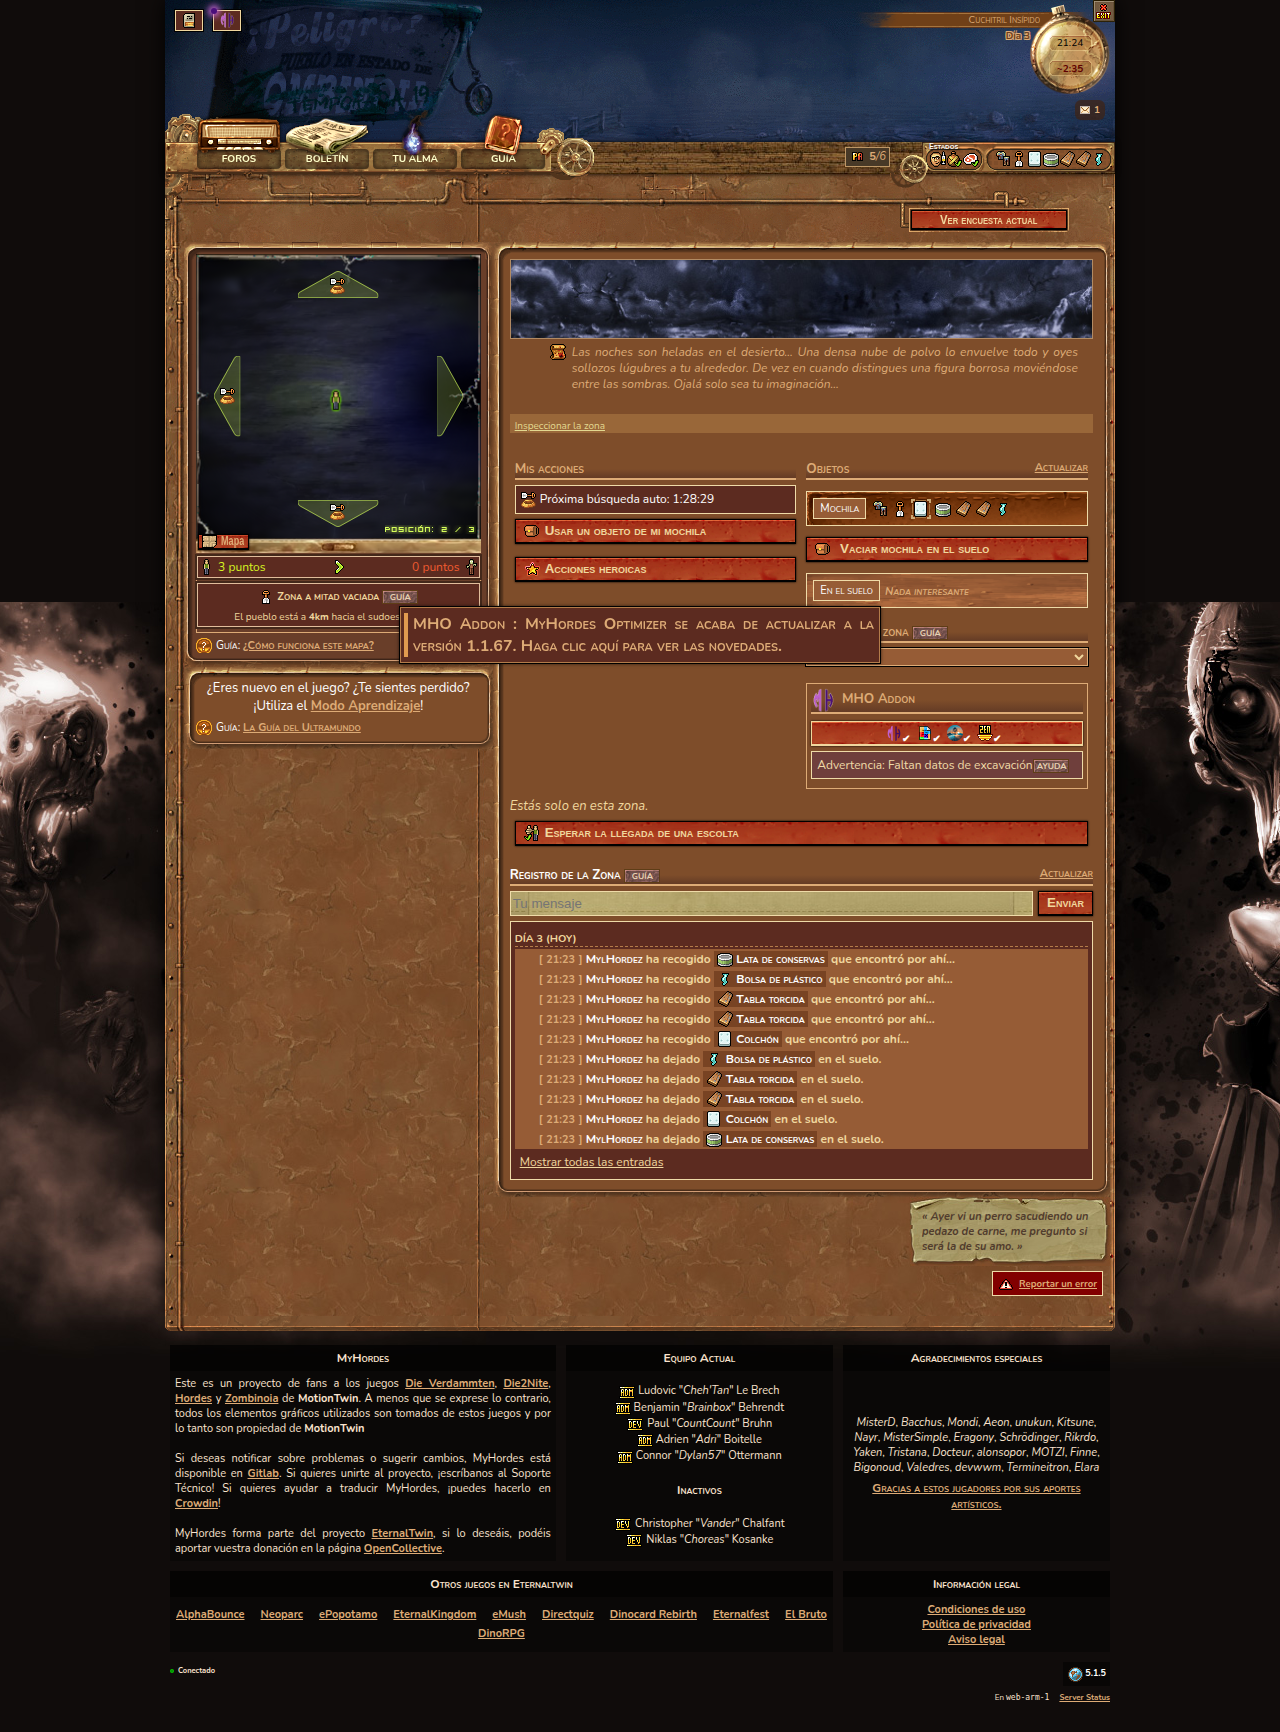 ¡Peligro!
PUEBLO EN ESTADO DE
Cuchitril Insípido
EXIT
Día 3
21:24
~2:35
1
FOROS
BOLETÍN
TU ALMA
GUÍA
PA 5/6
Estados
Ver encuesta actual
Las noches son heladas en el desierto... Una densa nube de polvo lo envuelve todo y oyes
sollozos lúgubres a tu alrededor. De vez en cuando distingues una figura borrosa moviéndose
entre las sombras. Ojalá solo sea tu imaginación...
Inspeccionar la zona
Mis acciones
Objetos
Actualizar
Próxima búsqueda auto: 1:28:29
Mochila
Usar un objeto de mi mochila
Posición: 2 / 3
Mapa
Vaciar mochila en el suelo
3 puntos
0 puntos
Acciones heroicas
Zona a mitad vaciada GUÍA
En el suelo
Nada interesante
El pueblo está a 4km hacia el sudoes
MHO Addon : MyHordes Optimizer se acaba de actualizar a la
versión 1.1.67. Haga clic aquí para ver las novedades.
zona GUÍA
Guía: ¿Cómo funciona este mapa?
¿Eres nuevo en el juego? ¿Te sientes perdido?
¡Utiliza el Modo Aprendizaje!
Guía: La Guía del Ultramundo
MHO Addon
Advertencia: Faltan datos de excavación AYUDA
Estás solo en esta zona.
Esperar la llegada de una escolta
Registro de la Zona GUÍA
Actualizar
Tu mensaje
Enviar
DÍA 3 (HOY)
[ 21:23 ] MylHordez ha recogido Lata de conservas que encontró por ahí...
[ 21:23 ] MylHordez ha recogido Bolsa de plástico que encontró por ahí...
[ 21:23 ] MylHordez ha recogido Tabla torcida que encontró por ahí...
[ 21:23 ] MylHordez ha recogido Tabla torcida que encontró por ahí...
[ 21:23 ] MylHordez ha recogido Colchón que encontró por ahí...
[ 21:23 ] MylHordez ha dejado Bolsa de plástico en el suelo.
[ 21:23 ] MylHordez ha dejado Tabla torcida en el suelo.
[ 21:23 ] MylHordez ha dejado Tabla torcida en el suelo.
[ 21:23 ] MylHordez ha dejado Colchón en el suelo.
[ 21:23 ] MylHordez ha dejado Lata de conservas en el suelo.
Mostrar todas las entradas
« Ayer vi un perro sacudiendo un
pedazo de carne, me pregunto si
será la de su amo. »
Reportar un error
MyHordes
Este es un proyecto de fans a los juegos Die Verdammten, Die2Nite,
Hordes y Zombinoia de MotionTwin. A menos que se exprese lo contrario,
todos los elementos gráficos utilizados son tomados de estos juegos y por
lo tanto son propiedad de MotionTwin
Si deseas notificar sobre problemas o sugerir cambios, MyHordes está
disponible en Gitlab. Si quieres unirte al proyecto, ¡escríbanos al Soporte
Técnico! Si quieres ayudar a traducir MyHordes, ¡puedes hacerlo en
Crowdin!
MyHordes forma parte del proyecto EternalTwin, si lo deseáis, podéis
aportar vuestra donación en la página OpenCollective.
Equipo Actual
ADM Ludovic "Cheh'Tan" Le Brech
ADM Benjamin "Brainbox" Behrendt
DEV Paul "CountCount" Bruhn
ADM Adrien "Adri" Boitelle
ADM Connor "Dylan57" Ottermann
Inactivos
DEV Christopher "Vander" Chalfant
DEV Niklas "Choreas" Kosanke
Agradecimientos especiales
MisterD, Bacchus, Mondi, Aeon, unukun, Kitsune,
Nayr, MisterSimple, Eragony, Schrödinger, Rikrdo,
Yaken, Tristana, Docteur, alonsopor, MOTZI, Finne,
Bigonoud, Valedres, devwwm, Termineitron, Elara
Gracias a estos jugadores por sus aportes
artísticos.
Otros juegos en Eternaltwin
AlphaBounce Neoparc ePopotamo EternalKingdom eMush Directquiz Dinocard Rebirth Eternalfest El Bruto
DinoRPG
Información legal
Condiciones de uso
Política de privacidad
Aviso legal
Conectado
5.1.5
En web-arm-1 Server Status